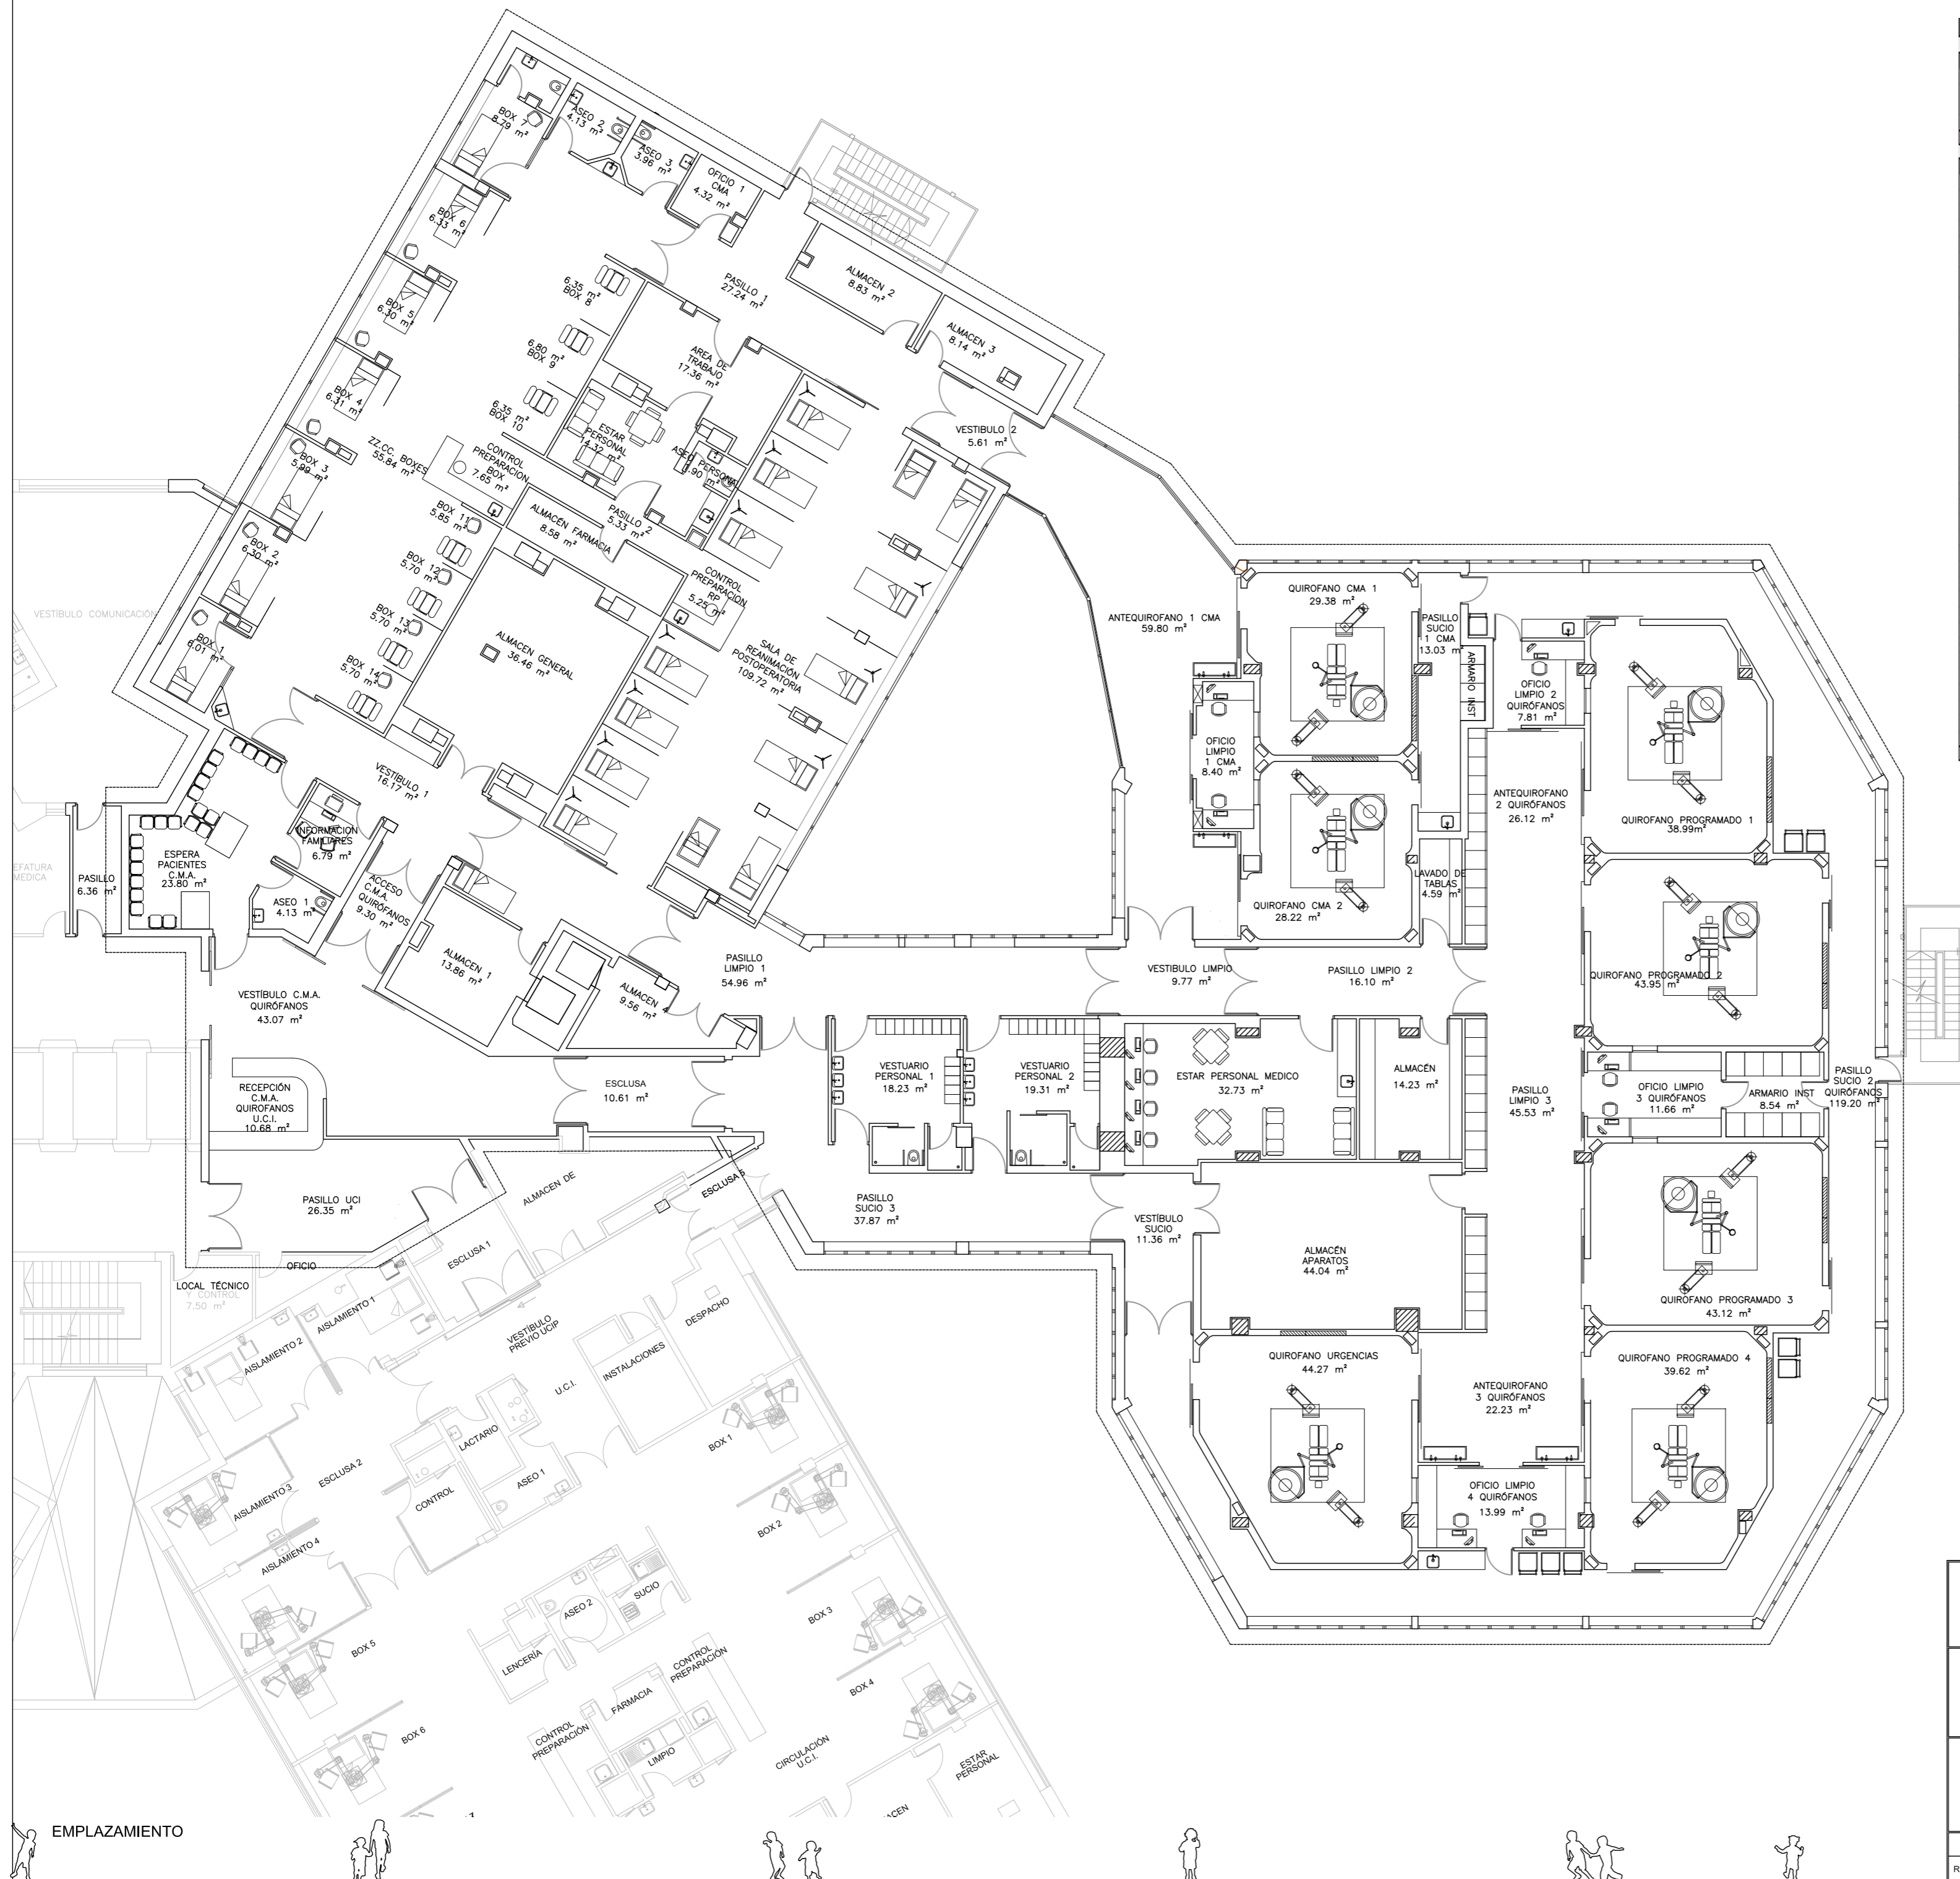 BOX 7
8.79 m²
ASEO 2
4.13 m²
ASEO 3
3.96 m²
OFICIO 1
CMA
4.32 m²
BOX 6
6.33 m²
BOX 5
6.30 m²
BOX 4
6.31 m²
BOX 3
5.99 m²
BOX 2
6.30 m²
BOX 1
6.01 m²
6.35 m²
BOX 8
6.80 m²
BOX 9
6.35 m²
BOX 10
PASILLO 1
27.24 m²
ALMACEN 2
8.83 m²
ALMACEN 3
8.14 m²
AREA DE
TRABAJO
17.36 m²
ESTAR
PERSONAL
14.32 m²
ASEO PERSONAL
VESTIBULO 2
5.61 m²
ZZ.CC. BOXES
55.84 m²
CONTROL
PREPARACION
BOX
7.65 m²
ALMACÉN FARMACIA
8.58 m²
PASILLO 2
5.33 m²
BOX 11
5.85 m²
BOX 12
5.70 m²
BOX 13
5.70 m²
BOX 14
5.70 m²
CONTROL
PREPARACION
RP
5.25 m²
ALMACEN GENERAL
36.46 m²
SALA DE
REANIMACIÓN
POSTOPERATORIA
109.72 m²
VESTÍBULO COMUNICACIÓN
VESTIBULO 1
16.17 m²
INFORMACION
FAMILIARES
6.79 m²
ESPERA
PACIENTES
C.M.A.
23.80 m²
EFATURA
MEDICA
PASILLO
6.36 m²
ASEO 1
4.13 m²
ACCESO
C.M.A.
QUIRÓFANOS
9.30 m²
ALMACEN 1
13.86 m²
ALMACEN 4
9.56 m²
VESTÍBULO C.M.A.
QUIRÓFANOS
43.07 m²
RECEPCIÓN
C.M.A.
QUIROFANOS
U.C.I.
10.68 m²
ESCLUSA
10.61 m²
PASILLO
LIMPIO 1
54.96 m²
PASILLO UCI
26.35 m²
ANTEQUIROFANO 1 CMA
59.80 m²
QUIROFANO CMA 1
29.38 m²
PASILLO
SUCIO
1 CMA
13.03 m²
ARMARIO INST
OFICIO
LIMPIO 2
QUIRÓFANOS
7.81 m²
OFICIO
LIMPIO
1 CMA
8.40 m²
QUIROFANO CMA 2
28.22 m²
LAVADO DE
TABLAS
4.59 m²
ANTEQUIROFANO
2 QUIRÓFANOS
26.12 m²
QUIROFANO PROGRAMADO 1
38.99m²
QUIROFANO PROGRAMADO 2
43.95 m²
VESTIBULO LIMPIO
9.77 m²
PASILLO LIMPIO 2
16.10 m²
VESTUARIO
PERSONAL 1
18.23 m²
VESTUARIO
PERSONAL 2
19.31 m²
ESTAR PERSONAL MEDICO
32.73 m²
ALMACÉN
14.23 m²
PASILLO
LIMPIO 3
45.53 m²
OFICIO LIMPIO
3 QUIRÓFANOS
11.66 m²
ARMARIO INST
8.54 m²
PASILLO
SUCIO 2
QUIRÓFANOS
119.20 m²
PASILLO
SUCIO 3
37.87 m²
VESTÍBULO
SUCIO
11.36 m²
ALMACÉN
APARATOS
44.04 m²
QUIROFANO PROGRAMADO 3
43.12 m²
QUIROFANO URGENCIAS
44.27 m²
ANTEQUIROFANO
3 QUIRÓFANOS
22.23 m²
QUIROFANO PROGRAMADO 4
39.62 m²
OFICIO LIMPIO
4 QUIRÓFANOS
13.99 m²
ALMACEN DE
ESCLUSA 5
ESCLUSA 1
OFICIO
LOCAL TÉCNICO
Y CONTROL
7.50 m²
AISLAMIENTO 1
AISLAMIENTO 2
VESTÍBULO
PREVIO UCIP
DESPACHO
INSTALACIONES
U.C.I.
LACTARIO
ASEO 1
CONTROL
ESCLUSA 2
AISLAMIENTO 3
AISLAMIENTO 4
BOX 1
BOX 2
BOX 3
BOX 4
BOX 5
BOX 6
ASEO 2
SUCIO
LENCERÍA
CONTROL
PREPARACIÓN
FARMACIA
CONTROL
PREPARACIÓN
LIMPIO
CIRCULACIÓN
U.C.I.
ESTAR
PERSONAL
ACEN
EMPLAZAMIENTO
R